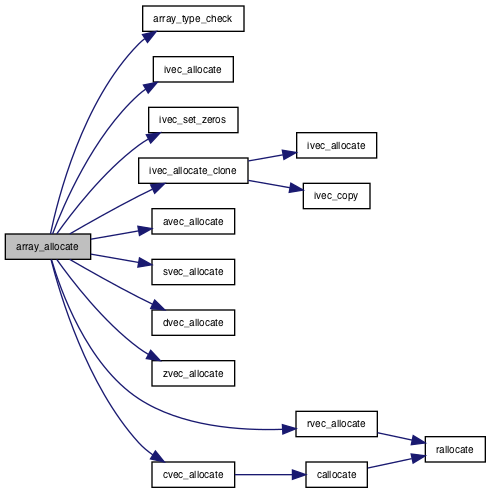 array_type_check
ivec_allocate
ivec_set_zeros
ivec_allocate
ivec_allocate_clone
ivec_copy
avec_allocate
array_allocate
svec_allocate
dvec_allocate
zvec_allocate
rvec_allocate
rallocate
cvec_allocate
callocate